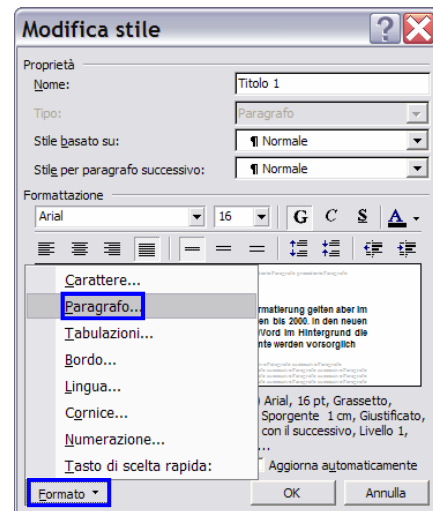 Modifica stile
Proprietà
Nome: Titolo 1
Tipo: Paragrafo
Stile basato su: ¶ Normale
Stile per paragrafo successivo: ¶ Normale
Formattazione
Arial 16 G C S A
Carattere...
Paragrafo...
Tabulazioni...
Bordo...
Lingua...
Cornice...
Numerazione...
Tasto di scelta rapida:
rmatierung gelten aber im
en bis 2000. In den neuen
Word im Hintergrund die
nte werden vorsorglich
) Arial, 16 pt, Grassetto,
Sporgente 1 cm, Giustificato,
con il successivo, Livello 1,
...
Aggiorna automaticamente
Formato OK Annulla